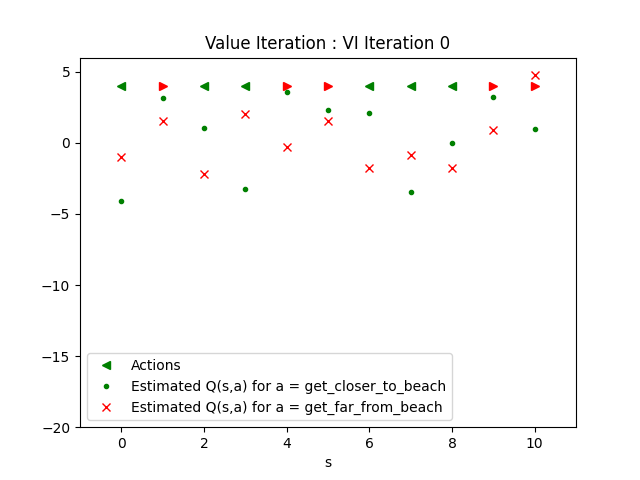 Value Iteration : VI Iteration 0
5
0
−5
−10
−15
−20
Actions
Estimated Q(s,a) for a = get_closer_to_beach
Estimated Q(s,a) for a = get_far_from_beach
0 2 4 6 8 10
s